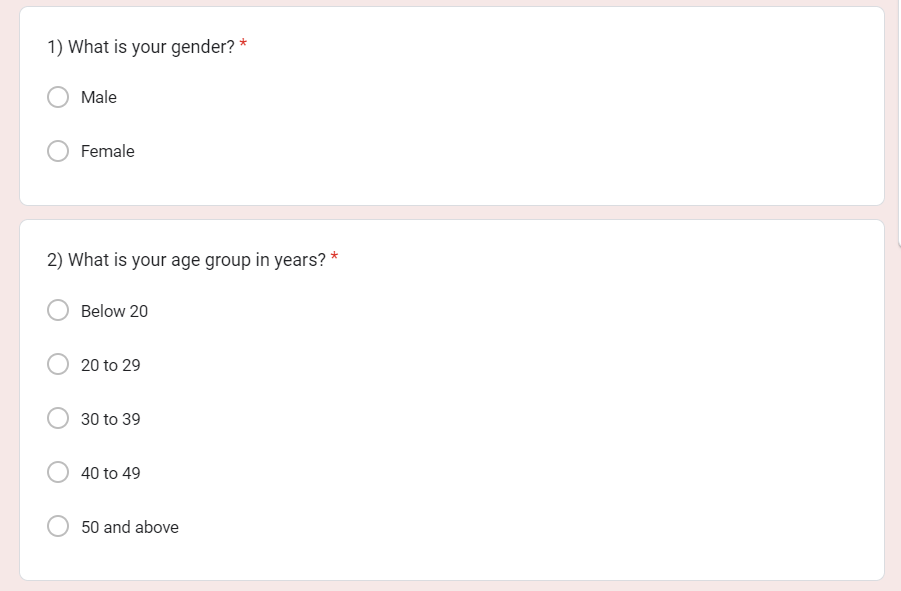 1) What is your gender? *
Male
Female
2) What is your age group in years? *
Below 20
20 to 29
30 to 39
40 to 49
50 and above